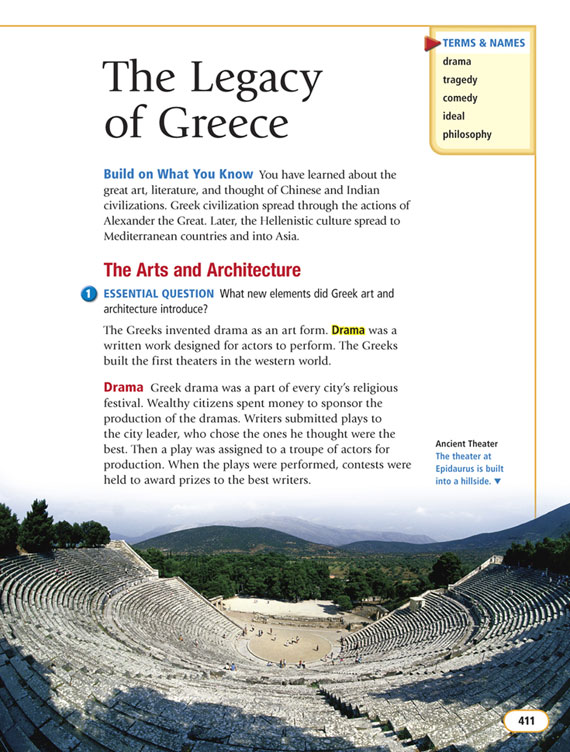 The Legacy
of Greece
TERMS & NAMES
drama
tragedy
comedy
ideal
philosophy
Build on What You Know You have learned about the
great art, literature, and thought of Chinese and Indian
civilizations. Greek civilization spread through the actions of
Alexander the Great. Later, the Hellenistic culture spread to
Mediterranean countries and into Asia.
The Arts and Architecture
1 ESSENTIAL QUESTION What new elements did Greek art and
architecture introduce?
The Greeks invented drama as an art form. Drama was a
written work designed for actors to perform. The Greeks
built the first theaters in the western world.
Drama Greek drama was a part of every city's religious
festival. Wealthy citizens spent money to sponsor the
production of the dramas. Writers submitted plays to
the city leader, who chose the ones he thought were the
best. Then a play was assigned to a troupe of actors for
production. When the plays were performed, contests were
held to award prizes to the best writers.
Ancient Theater
The theater at
Epidaurus is built
into a hillside. ▼
411